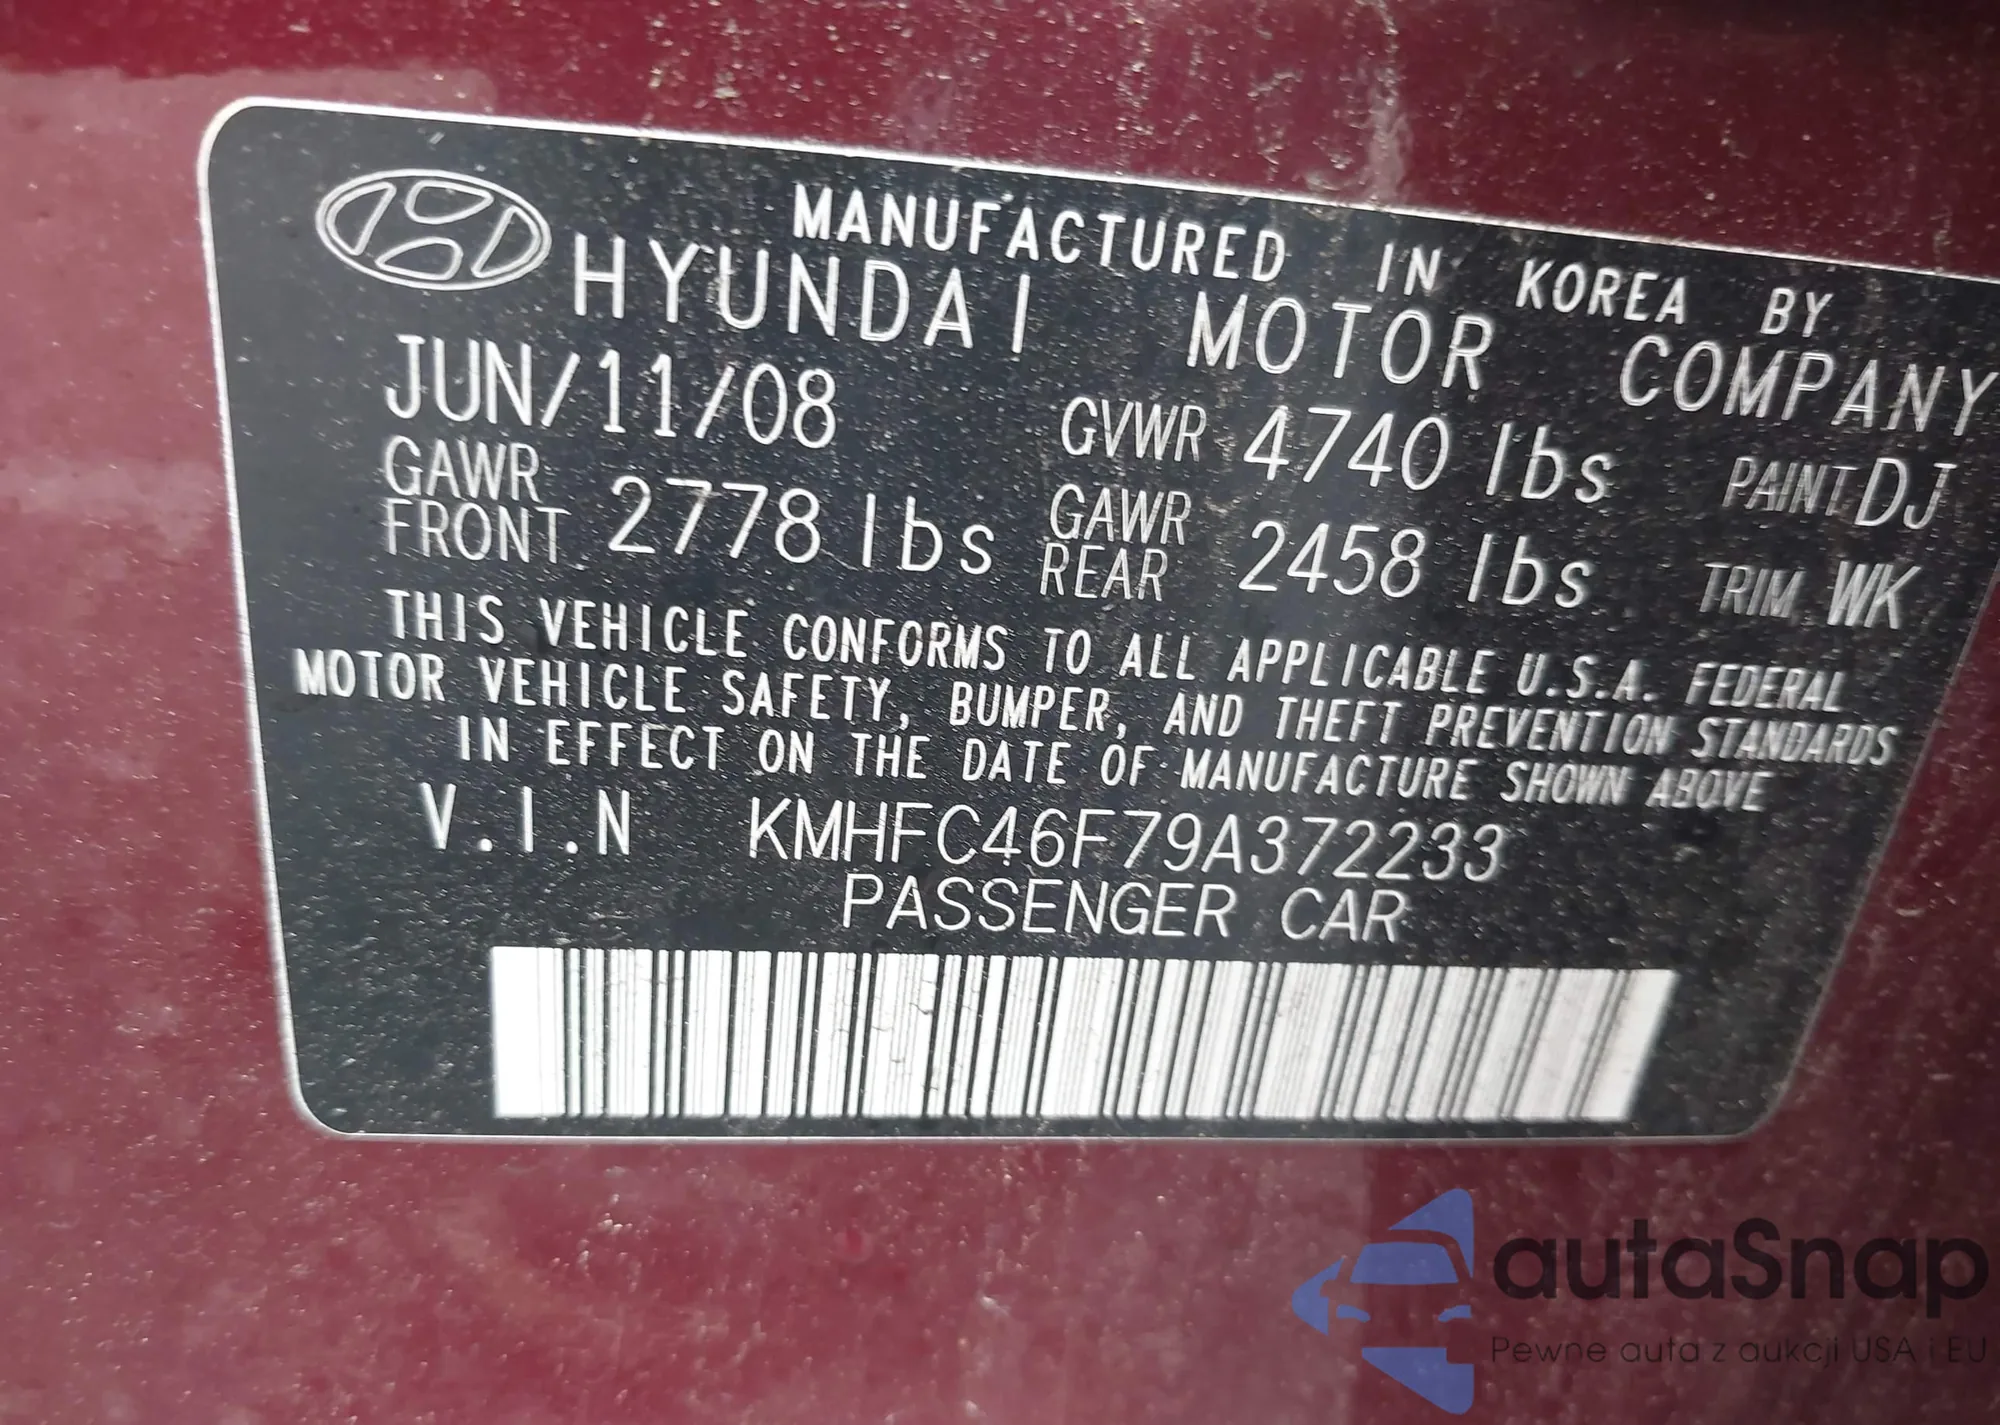 MANUFACTURED IN KOREA BY
HYUNDAI MOTOR COMPANY
JUN/11/08 GVWR 4740 lbs PAINT DJ
GAWR FRONT 2778 lbs GAWR REAR 2458 lbs TRIM WK
THIS VEHICLE CONFORMS TO ALL APPLICABLE U.S.A. FEDERAL
MOTOR VEHICLE SAFETY, BUMPER, AND THEFT PREVENTION STANDARDS
IN EFFECT ON THE DATE OF MANUFACTURE SHOWN ABOVE
V.I.N KMHFC46F79A372233
PASSENGER CAR
autaSnap
Pewne auta z aukcji USA i EU